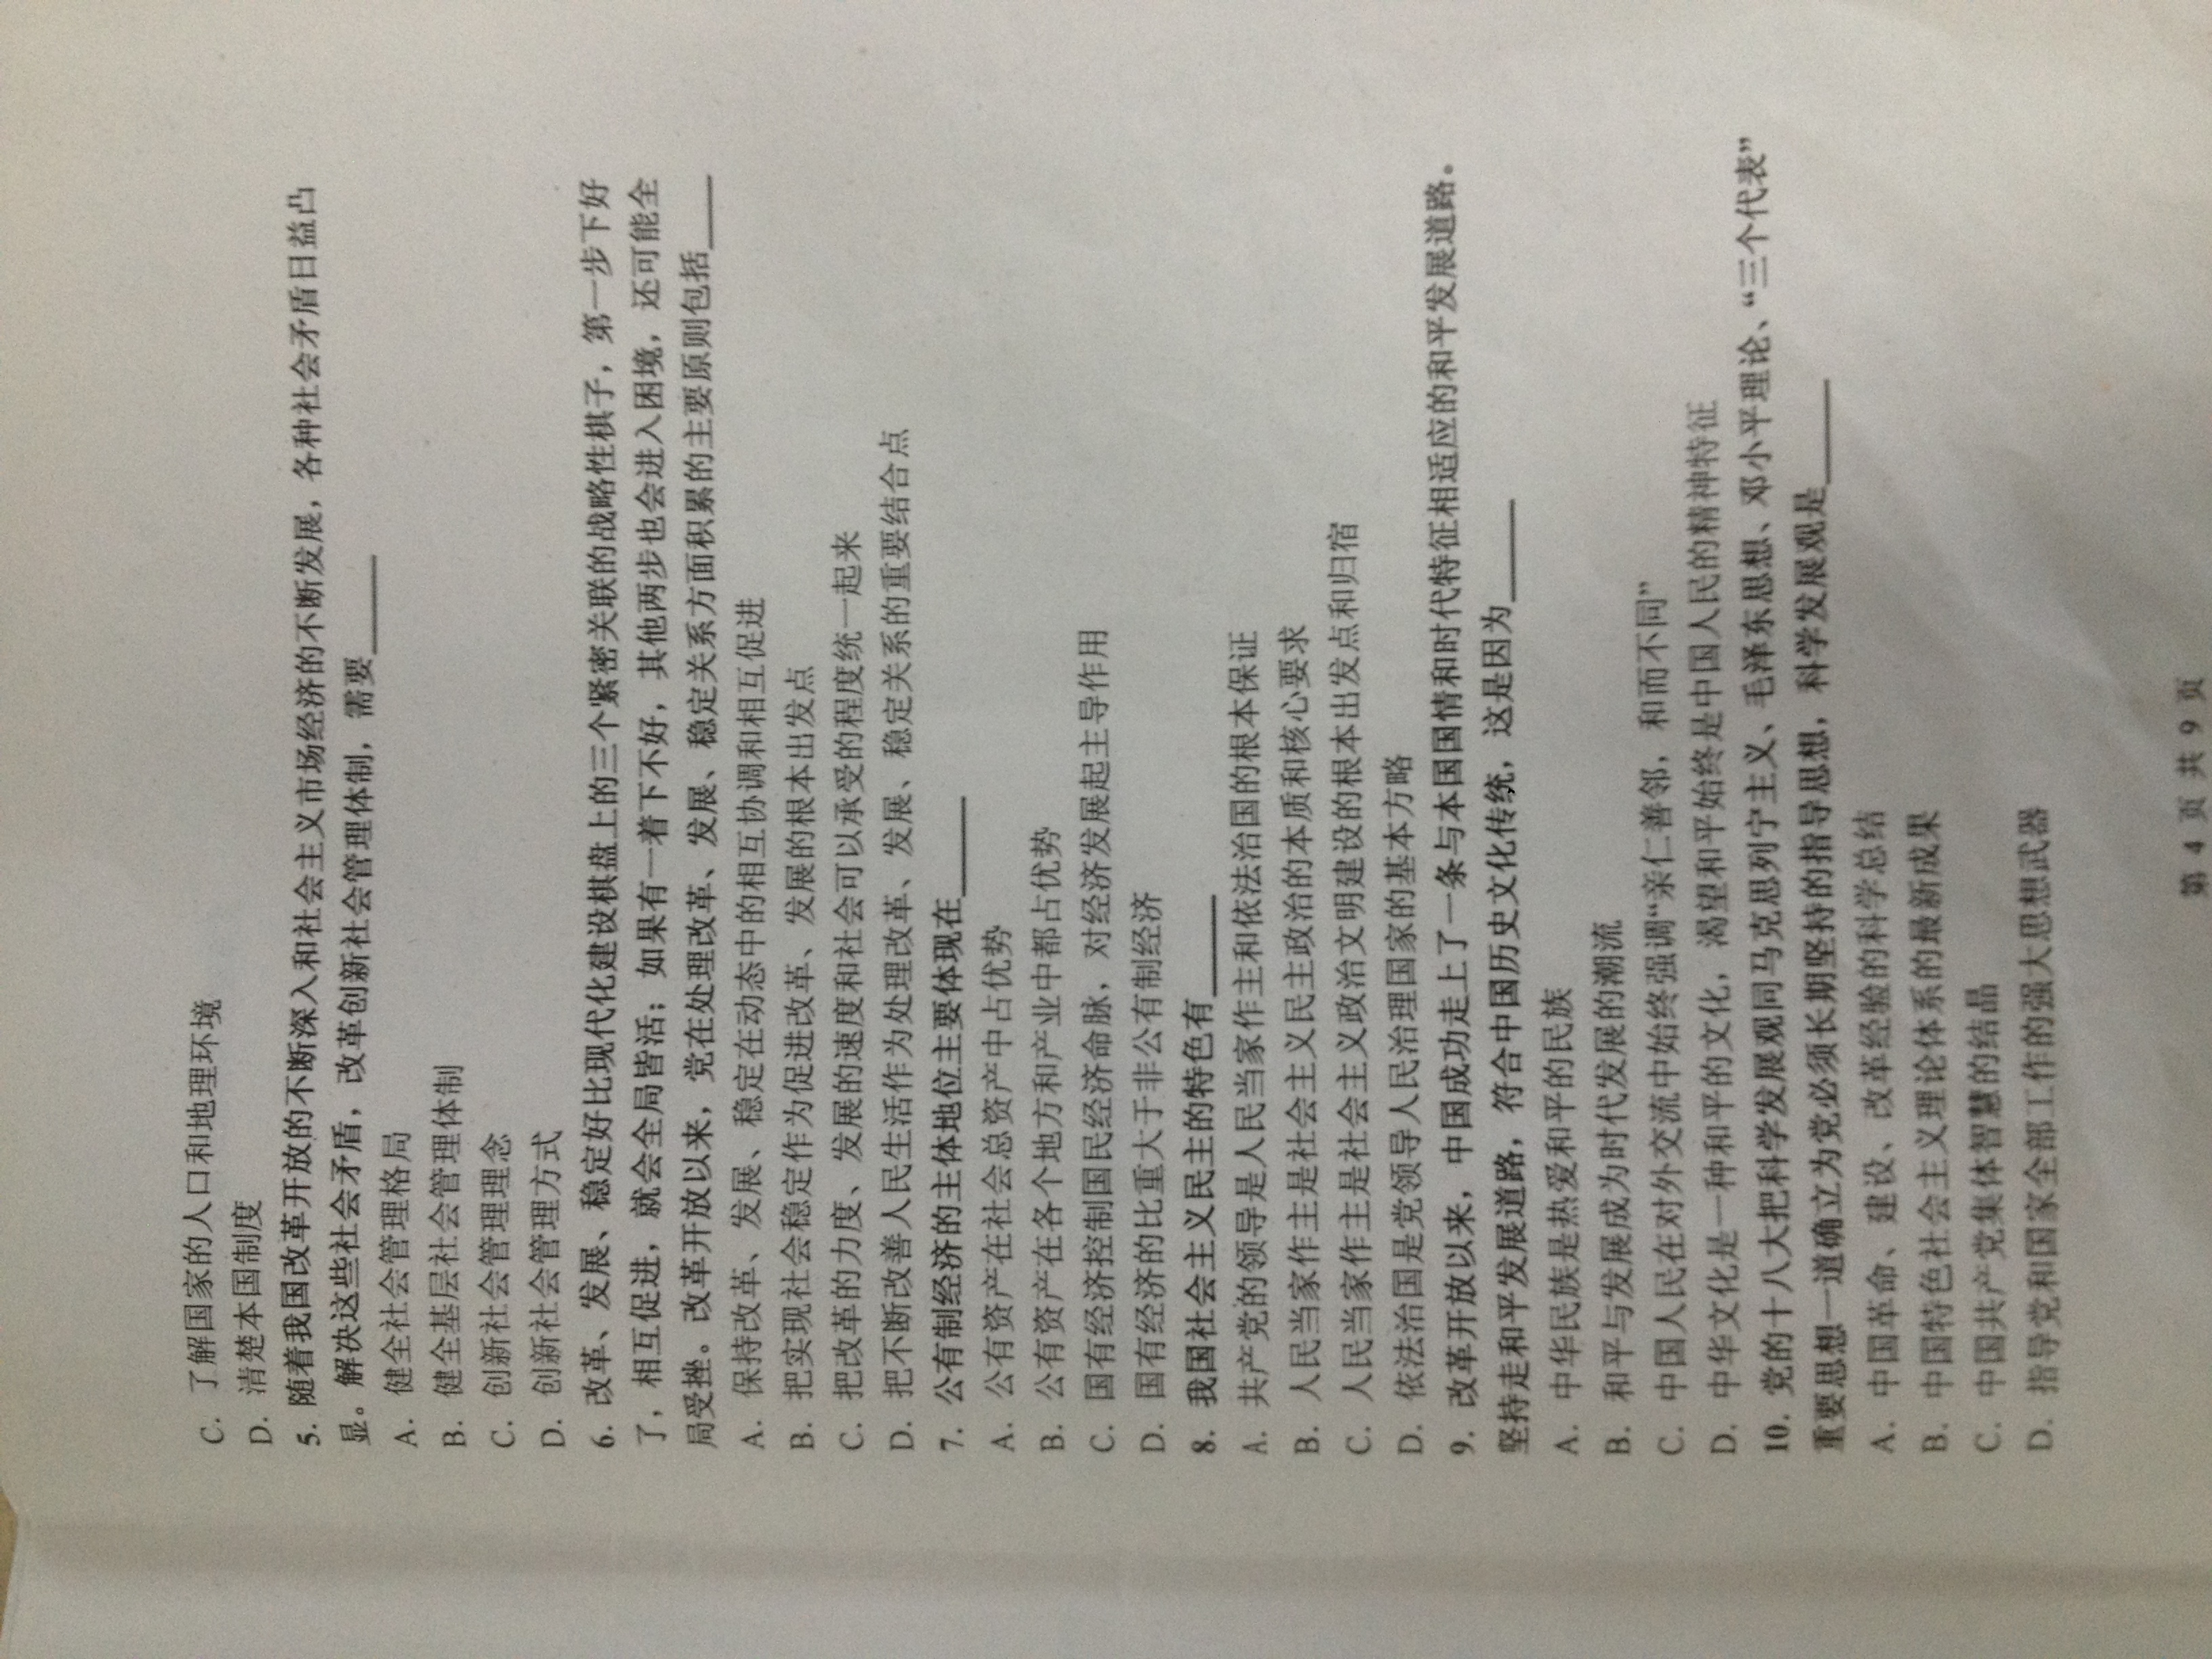 C. 了解国家的人口和地理环境
D. 清楚本国制度
5. 随着我国改革开放的不断深入和社会主义市场经济的不断发展，各种社会矛盾日益凸
显。解决这些社会矛盾，改革创新社会管理体制，需要______
A. 健全社会管理格局
B. 健全基层社会管理体制
C. 创新社会管理理念
D. 创新社会管理方式
6. 改革、发展、稳定好比现代化建设棋盘上的三个紧密关联的战略性棋子，第一步下好
了，相互促进，就会全局皆活；如果有一着下不好，其他两步也会进入困境，还可能全
局受挫。改革开放以来，党在处理改革、发展、稳定关系方面积累的主要原则包括____
A. 保持改革、发展、稳定在动态中的相互协调和相互促进
B. 把实现社会稳定作为促进改革、发展的根本出发点
C. 把改革的力度、发展的速度和社会可以承受的程度统一起来
D. 把不断改善人民生活作为处理改革、发展、稳定关系的重要结合点
7. 公有制经济的主体地位主要体现在______
A. 公有资产在社会总资产中占优势
B. 公有资产在各个地方和产业中都占优势
C. 国有经济控制国民经济命脉，对经济发展起主导作用
D. 国有经济的比重大于非公有制经济
8. 我国社会主义民主的特色有______
A. 共产党的领导是人民当家作主和依法治国的根本保证
B. 人民当家作主是社会主义民主政治的本质和核心要求
C. 人民当家作主是社会主义政治文明建设的根本出发点和归宿
D. 依法治国是党领导人民治理国家的基本方略
9. 改革开放以来，中国成功走上了一条与本国国情和时代特征相适应的和平发展道路。
坚持走和平发展道路，符合中国历史文化传统，这是因为______
A. 中华民族是热爱和平的民族
B. 和平与发展成为时代发展的潮流
C. 中国人民在对外交流中始终强调“亲仁善邻，和而不同”
D. 中华文化是一种和平的文化，渴望和平始终是中国人民的精神特征
10. 党的十八大把科学发展观同马克思列宁主义、毛泽东思想、邓小平理论、“三个代表”
重要思想一道确立为党必须长期坚持的指导思想，科学发展观是______
A. 中国革命、建设、改革经验的科学总结
B. 中国特色社会主义理论体系的最新成果
C. 中国共产党集体智慧的结晶
D. 指导党和国家全部工作的强大思想武器
第 4 页 共 9 页